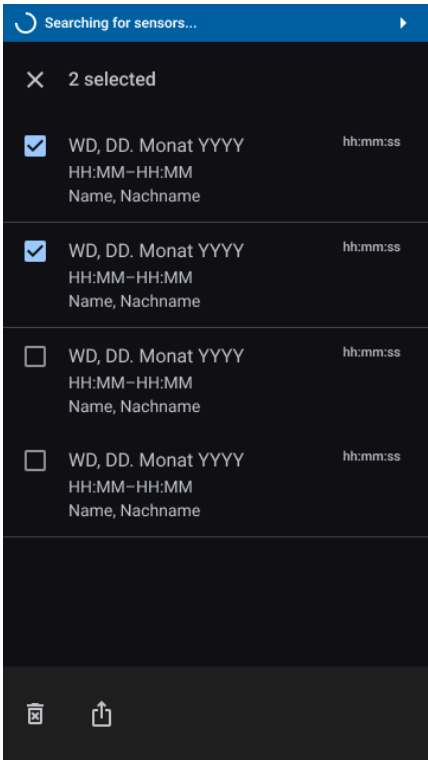 Searching for sensors...
2 selected
WD, DD. Monat YYYY hh:mm:ss
HH:MM–HH:MM
Name, Nachname
WD, DD. Monat YYYY hh:mm:ss
HH:MM–HH:MM
Name, Nachname
WD, DD. Monat YYYY hh:mm:ss
HH:MM–HH:MM
Name, Nachname
WD, DD. Monat YYYY hh:mm:ss
HH:MM–HH:MM
Name, Nachname